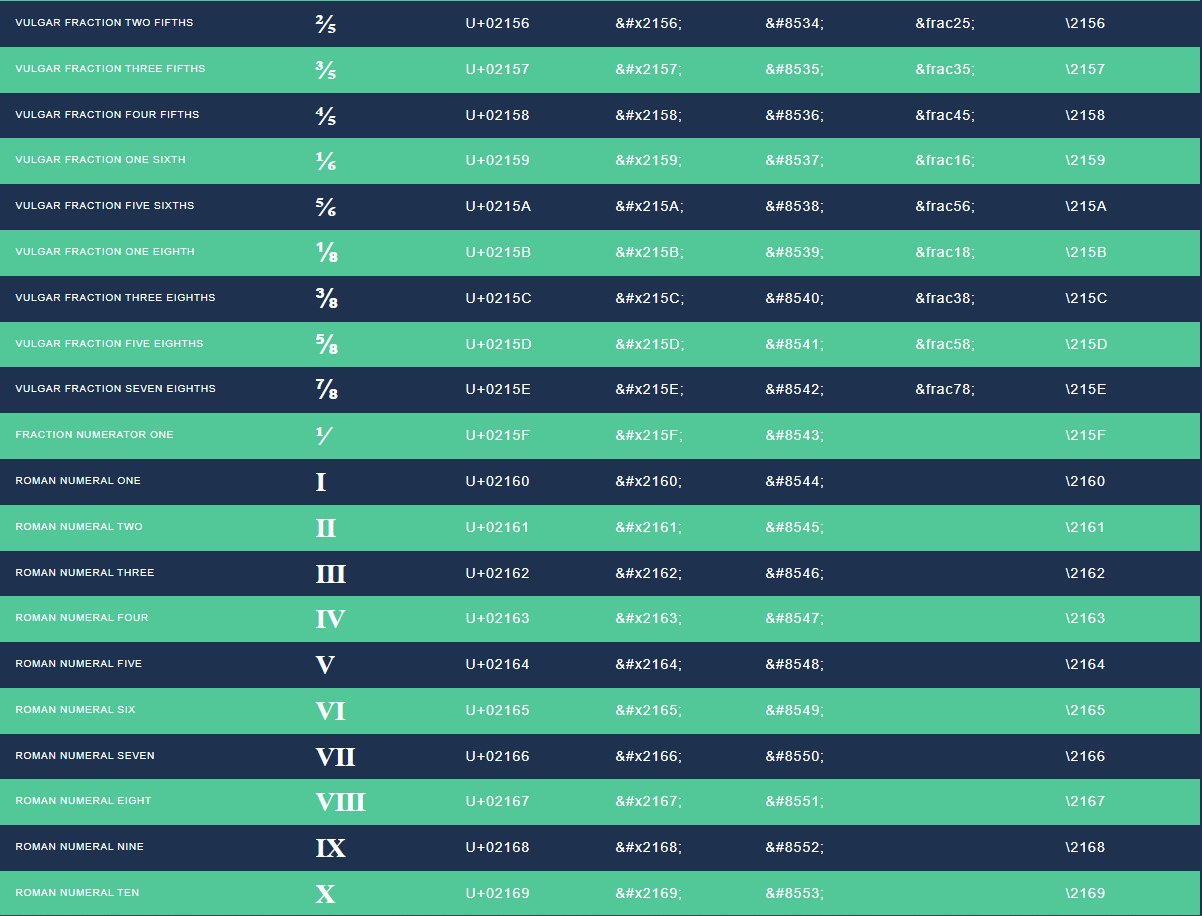 VULGAR FRACTION TWO FIFTHS ⅖ U+02156 &#x2156; &#8534; &frac25; \2156
VULGAR FRACTION THREE FIFTHS ⅗ U+02157 &#x2157; &#8535; &frac35; \2157
VULGAR FRACTION FOUR FIFTHS ⅘ U+02158 &#x2158; &#8536; &frac45; \2158
VULGAR FRACTION ONE SIXTH ⅙ U+02159 &#x2159; &#8537; &frac16; \2159
VULGAR FRACTION FIVE SIXTHS ⅚ U+0215A &#x215A; &#8538; &frac56; \215A
VULGAR FRACTION ONE EIGHTH ⅛ U+0215B &#x215B; &#8539; &frac18; \215B
VULGAR FRACTION THREE EIGHTHS ⅜ U+0215C &#x215C; &#8540; &frac38; \215C
VULGAR FRACTION FIVE EIGHTHS ⅝ U+0215D &#x215D; &#8541; &frac58; \215D
VULGAR FRACTION SEVEN EIGHTHS ⅞ U+0215E &#x215E; &#8542; &frac78; \215E
FRACTION NUMERATOR ONE ⅟ U+0215F &#x215F; &#8543; \215F
ROMAN NUMERAL ONE Ⅰ U+02160 &#x2160; &#8544; \2160
ROMAN NUMERAL TWO Ⅱ U+02161 &#x2161; &#8545; \2161
ROMAN NUMERAL THREE Ⅲ U+02162 &#x2162; &#8546; \2162
ROMAN NUMERAL FOUR Ⅳ U+02163 &#x2163; &#8547; \2163
ROMAN NUMERAL FIVE Ⅴ U+02164 &#x2164; &#8548; \2164
ROMAN NUMERAL SIX Ⅵ U+02165 &#x2165; &#8549; \2165
ROMAN NUMERAL SEVEN Ⅶ U+02166 &#x2166; &#8550; \2166
ROMAN NUMERAL EIGHT Ⅷ U+02167 &#x2167; &#8551; \2167
ROMAN NUMERAL NINE Ⅸ U+02168 &#x2168; &#8552; \2168
ROMAN NUMERAL TEN Ⅹ U+02169 &#x2169; &#8553; \2169